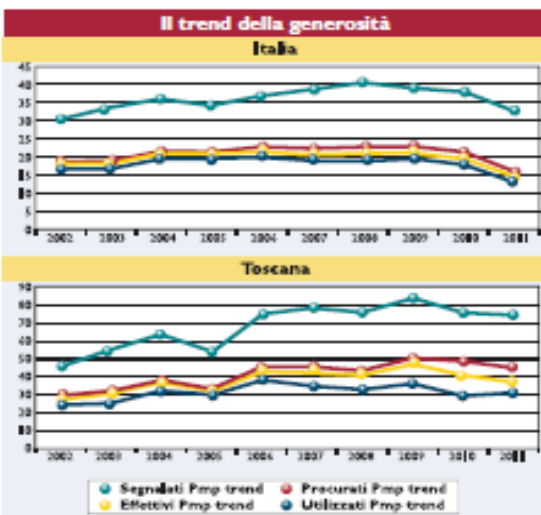 Il trend della generosità
Italia
45
40
35
30
25
20
15
10
5
0
2002 2003 2004 2005 2006 2007 2008 2009 2010 2011
Toscana
90
80
70
60
50
40
30
20
10
0
2002 2003 2004 2005 2006 2007 2008 2009 2010 2011
Segnalati Pmp trend Procurati Pmp trend
Effettivi Pmp trend Utilizzati Pmp trend